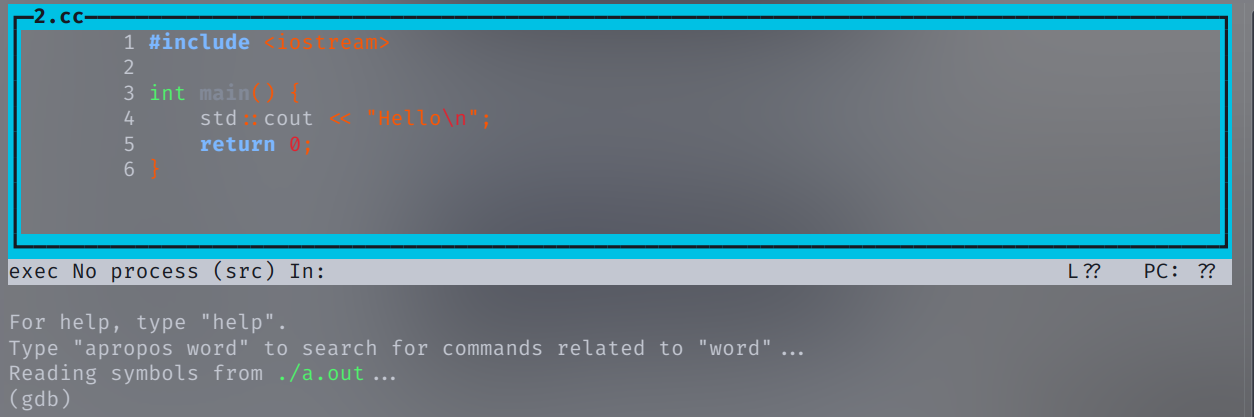 2.cc
1 #include <iostream>
2
3 int main() {
4     std::cout << "Hello\n";
5     return 0;
6 }
exec No process (src) In:                    L??   PC: ??
For help, type "help".
Type "apropos word" to search for commands related to "word"...
Reading symbols from ./a.out...
(gdb)